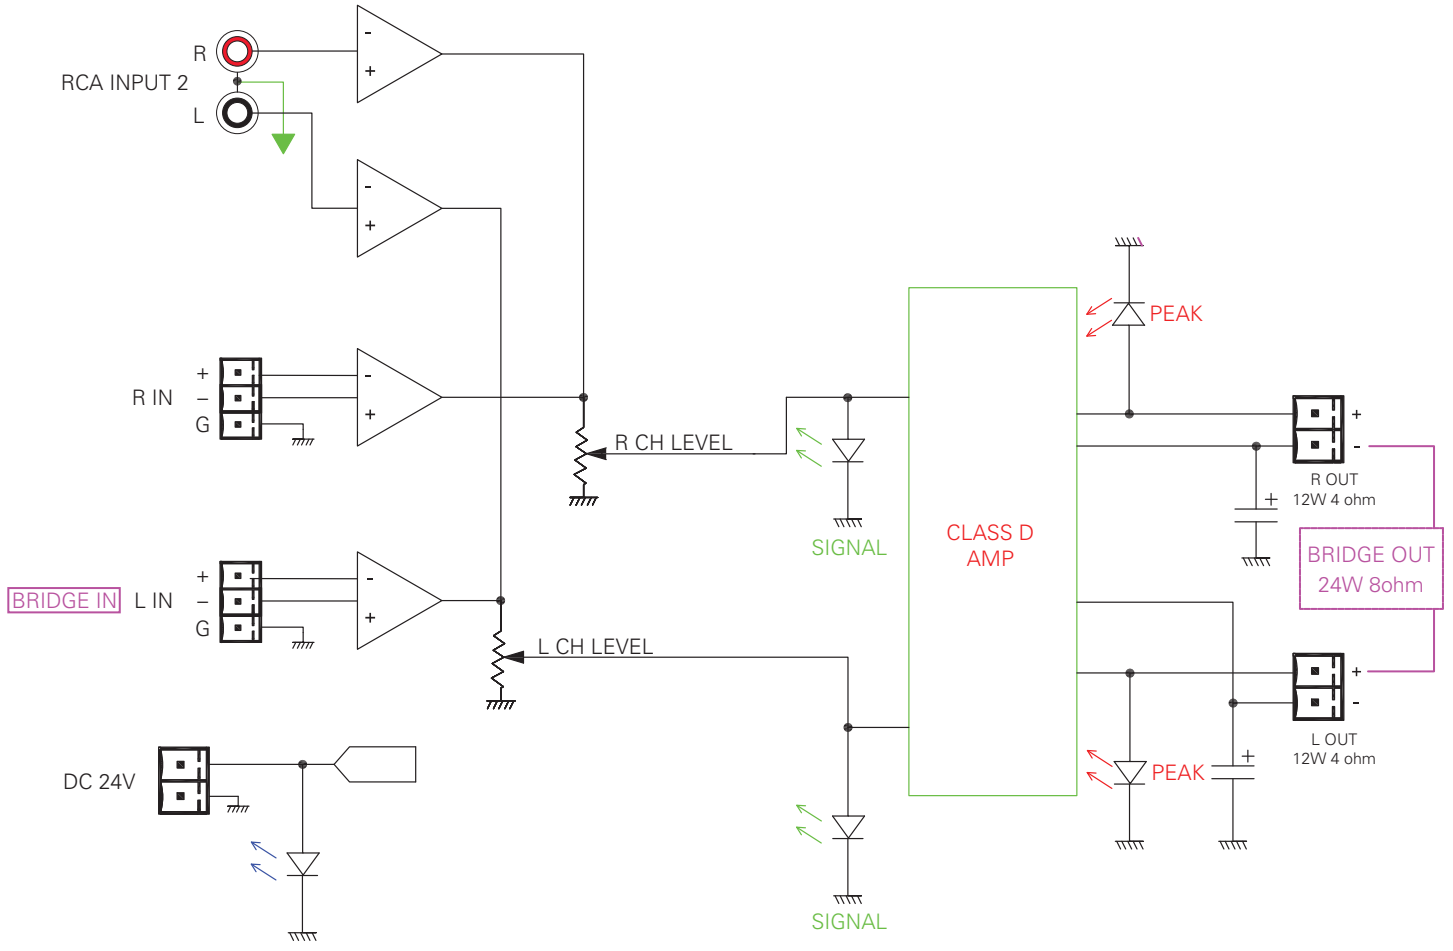 R
RCA INPUT 2
L
-
+
-
+
+
R IN
–
G
-
+
R CH LEVEL
SIGNAL
BRIDGE IN
L IN
+
–
G
-
+
L CH LEVEL
DC 24V
SIGNAL
CLASS D
AMP
PEAK
+
-
R OUT
12W 4 ohm
+
BRIDGE OUT
24W 8ohm
+
-
L OUT
12W 4 ohm
PEAK
+